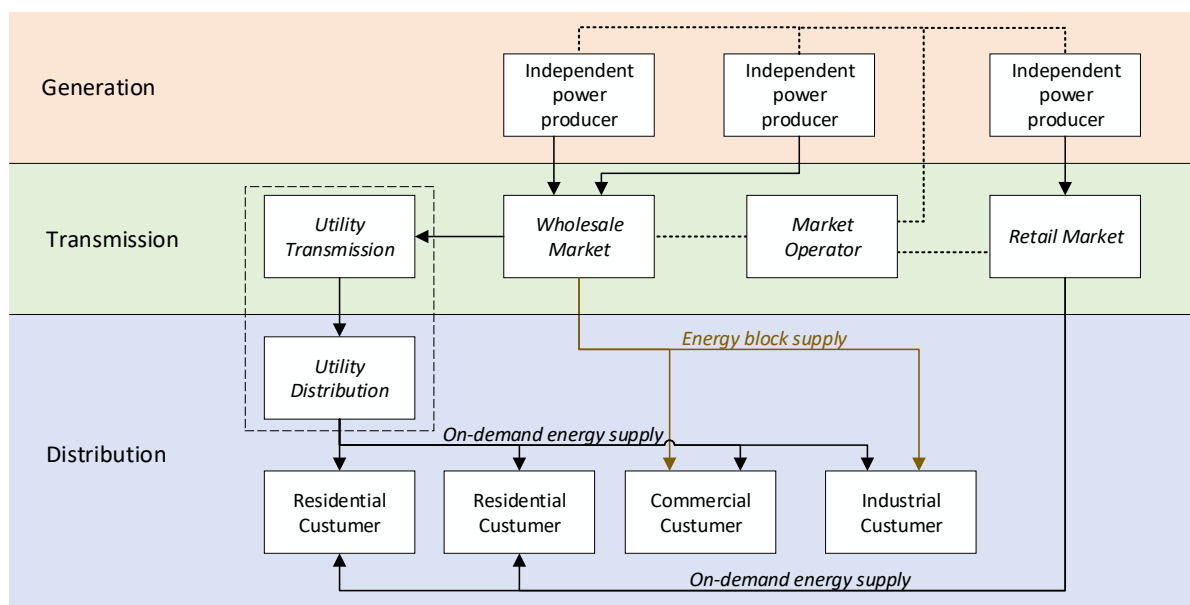 Generation
Independent
power
producer
Independent
power
producer
Independent
power
producer
Transmission
Utility
Transmission
Wholesale
Market
Market
Operator
Retail Market
Energy block supply
Utility
Distribution
On-demand energy supply
Distribution
Residential
Custumer
Residential
Custumer
Commercial
Custumer
Industrial
Custumer
On-demand energy supply